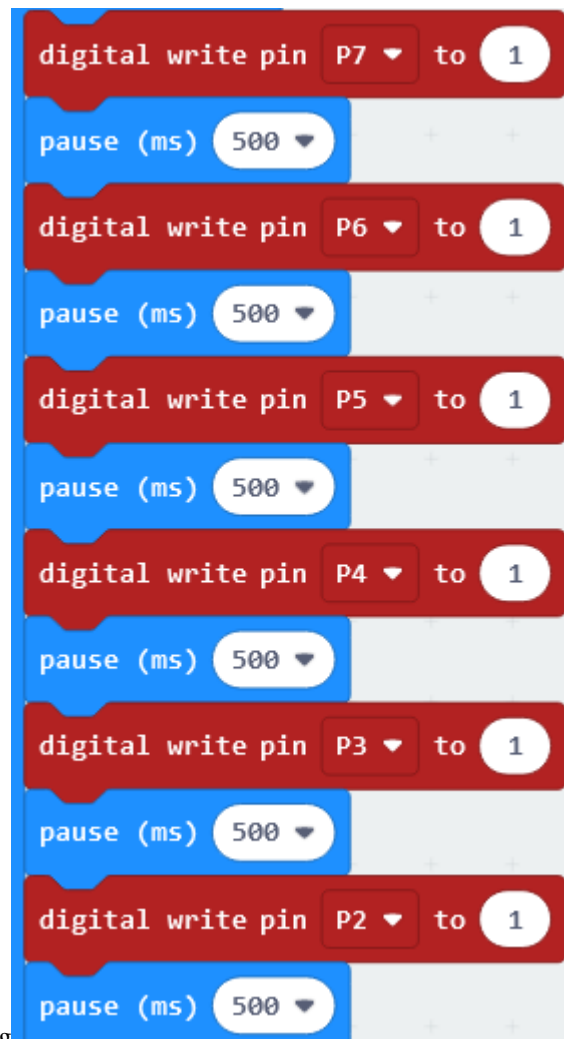 digital write pin P7 to 1
pause (ms) 500
digital write pin P6 to 1
pause (ms) 500
digital write pin P5 to 1
pause (ms) 500
digital write pin P4 to 1
pause (ms) 500
digital write pin P3 to 1
pause (ms) 500
digital write pin P2 to 1
g pause (ms) 500